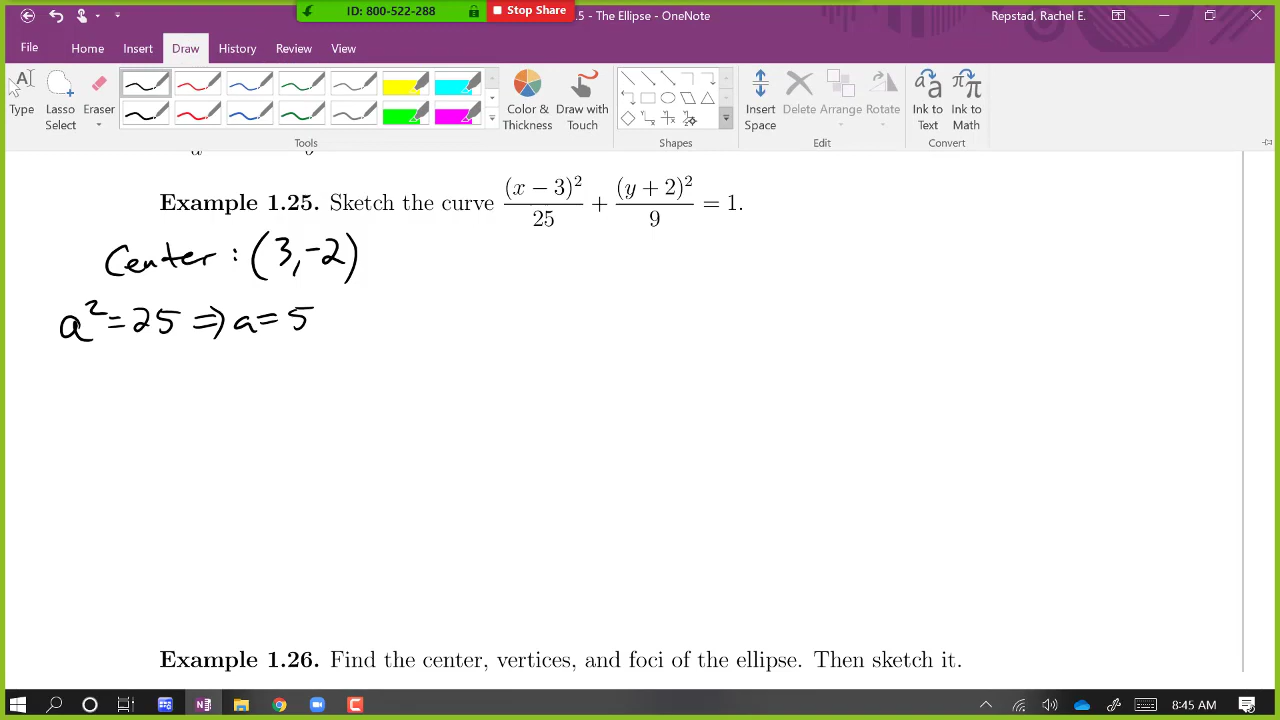 ID: 800-522-288 Stop Share
.5 - The Ellipse - OneNote
Repstad, Rachel E.
File Home Insert Draw History Review View
Type
Lasso Select
Eraser
Color & Thickness
Draw with Touch
Insert Space
Delete Arrange Rotate
Ink to Text
Ink to Math
Tools Shapes Edit Convert
Example 1.25. Sketch the curve (x − 3)²/25 + (y + 2)²/9 = 1.
Center : (3, -2)
a² = 25 ⇒ a = 5
Example 1.26. Find the center, vertices, and foci of the ellipse. Then sketch it.
8:45 AM